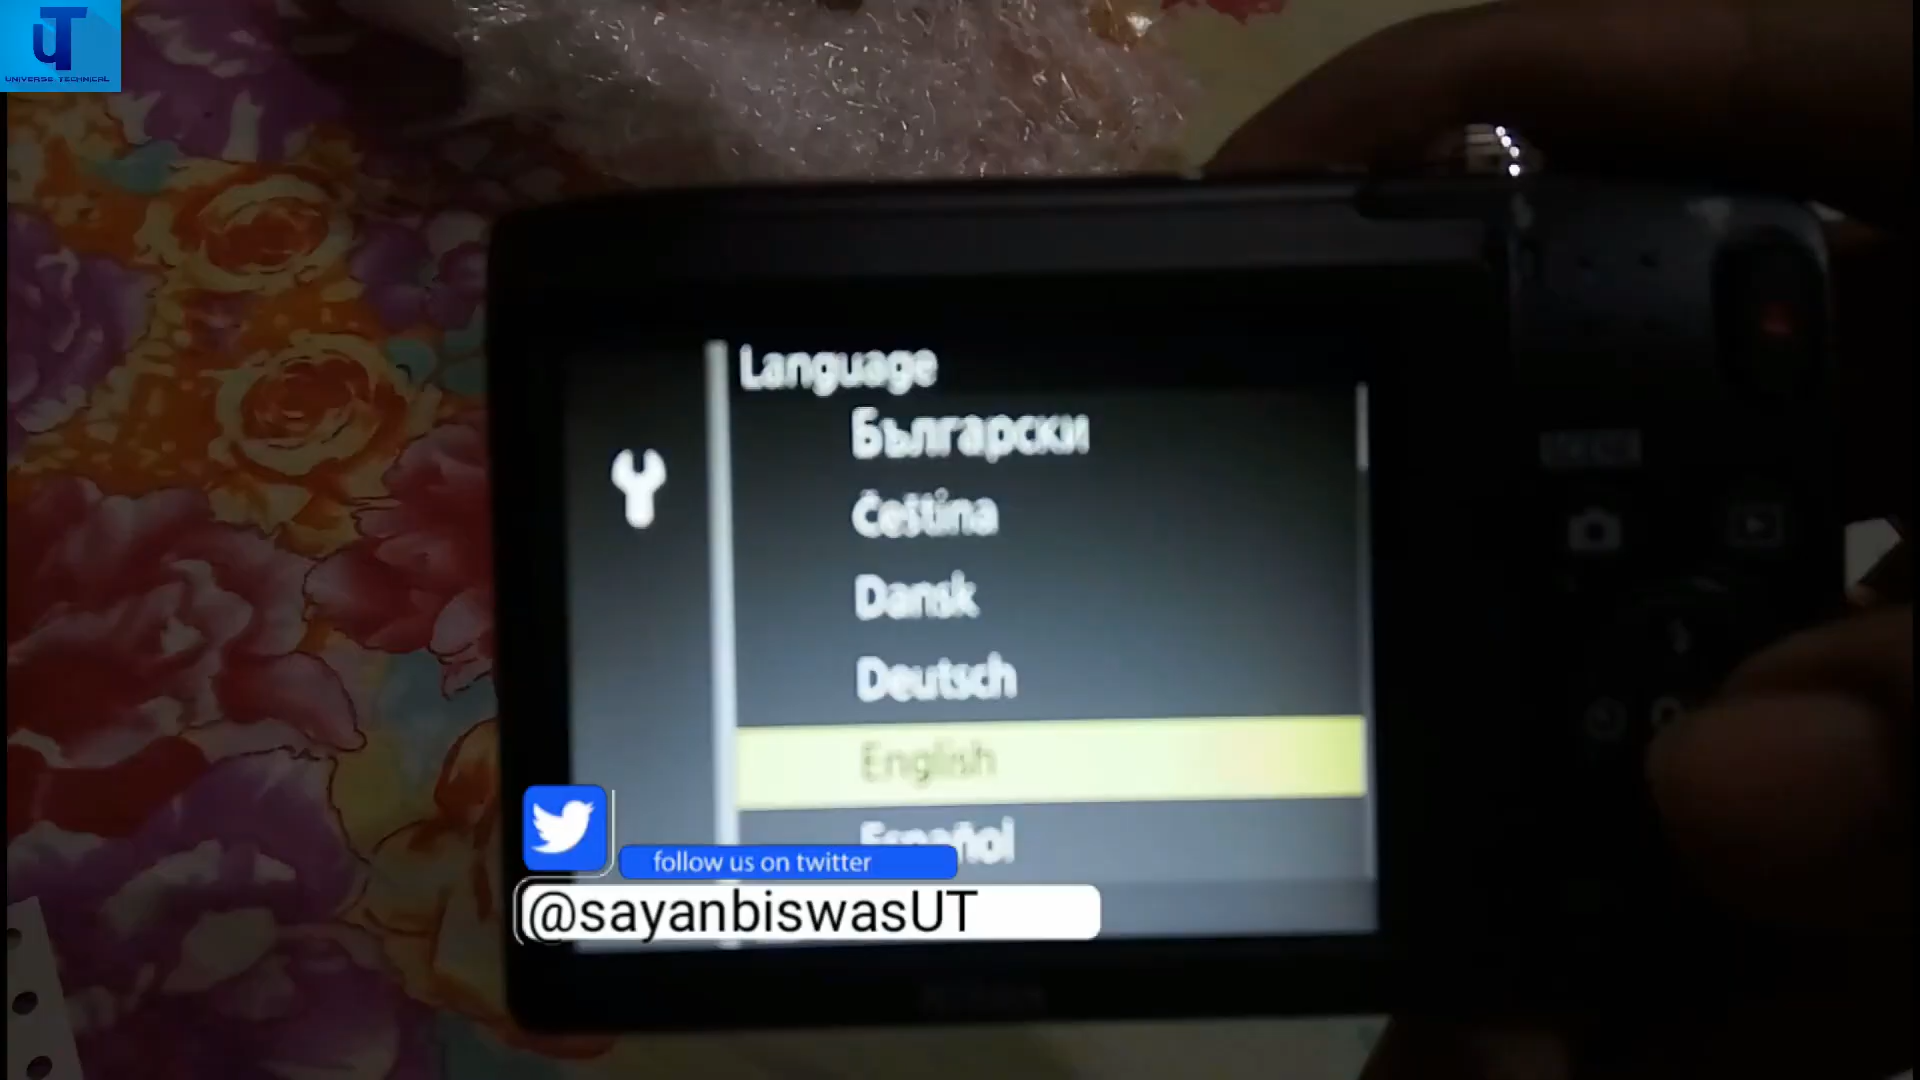 UT
UNIVERSE TECHNICAL
Language
Български
Čeština
Dansk
Deutsch
English
Español
follow us on twitter
@sayanbiswasUT